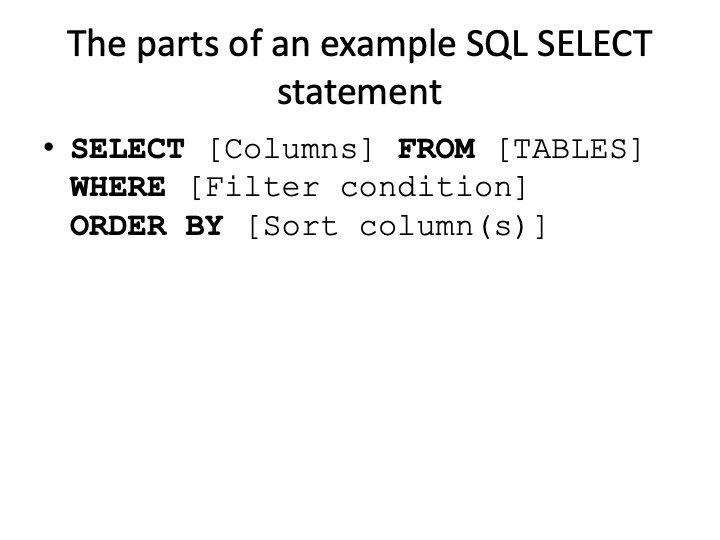 The parts of an example SQL SELECT
statement
• SELECT [Columns] FROM [TABLES]
WHERE [Filter condition]
ORDER BY [Sort column(s)]